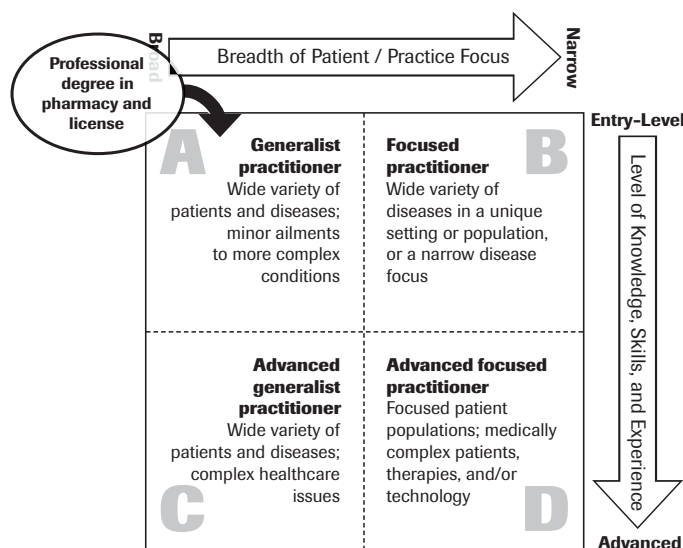 Broad
Breadth of Patient / Practice Focus
Narrow
Professional
degree in
pharmacy and
license
Entry-Level
A
Generalist
practitioner
Wide variety of
patients and diseases;
minor ailments
to more complex
conditions
Focused
practitioner
Wide variety of
diseases in a unique
setting or population,
or a narrow disease
focus
B
Level of Knowledge, Skills, and Experience
Advanced
generalist
practitioner
Wide variety of
patients and diseases;
complex healthcare
issues
C
Advanced focused
practitioner
Focused patient
populations; medically
complex patients,
therapies, and/or
technology
D
Advanced